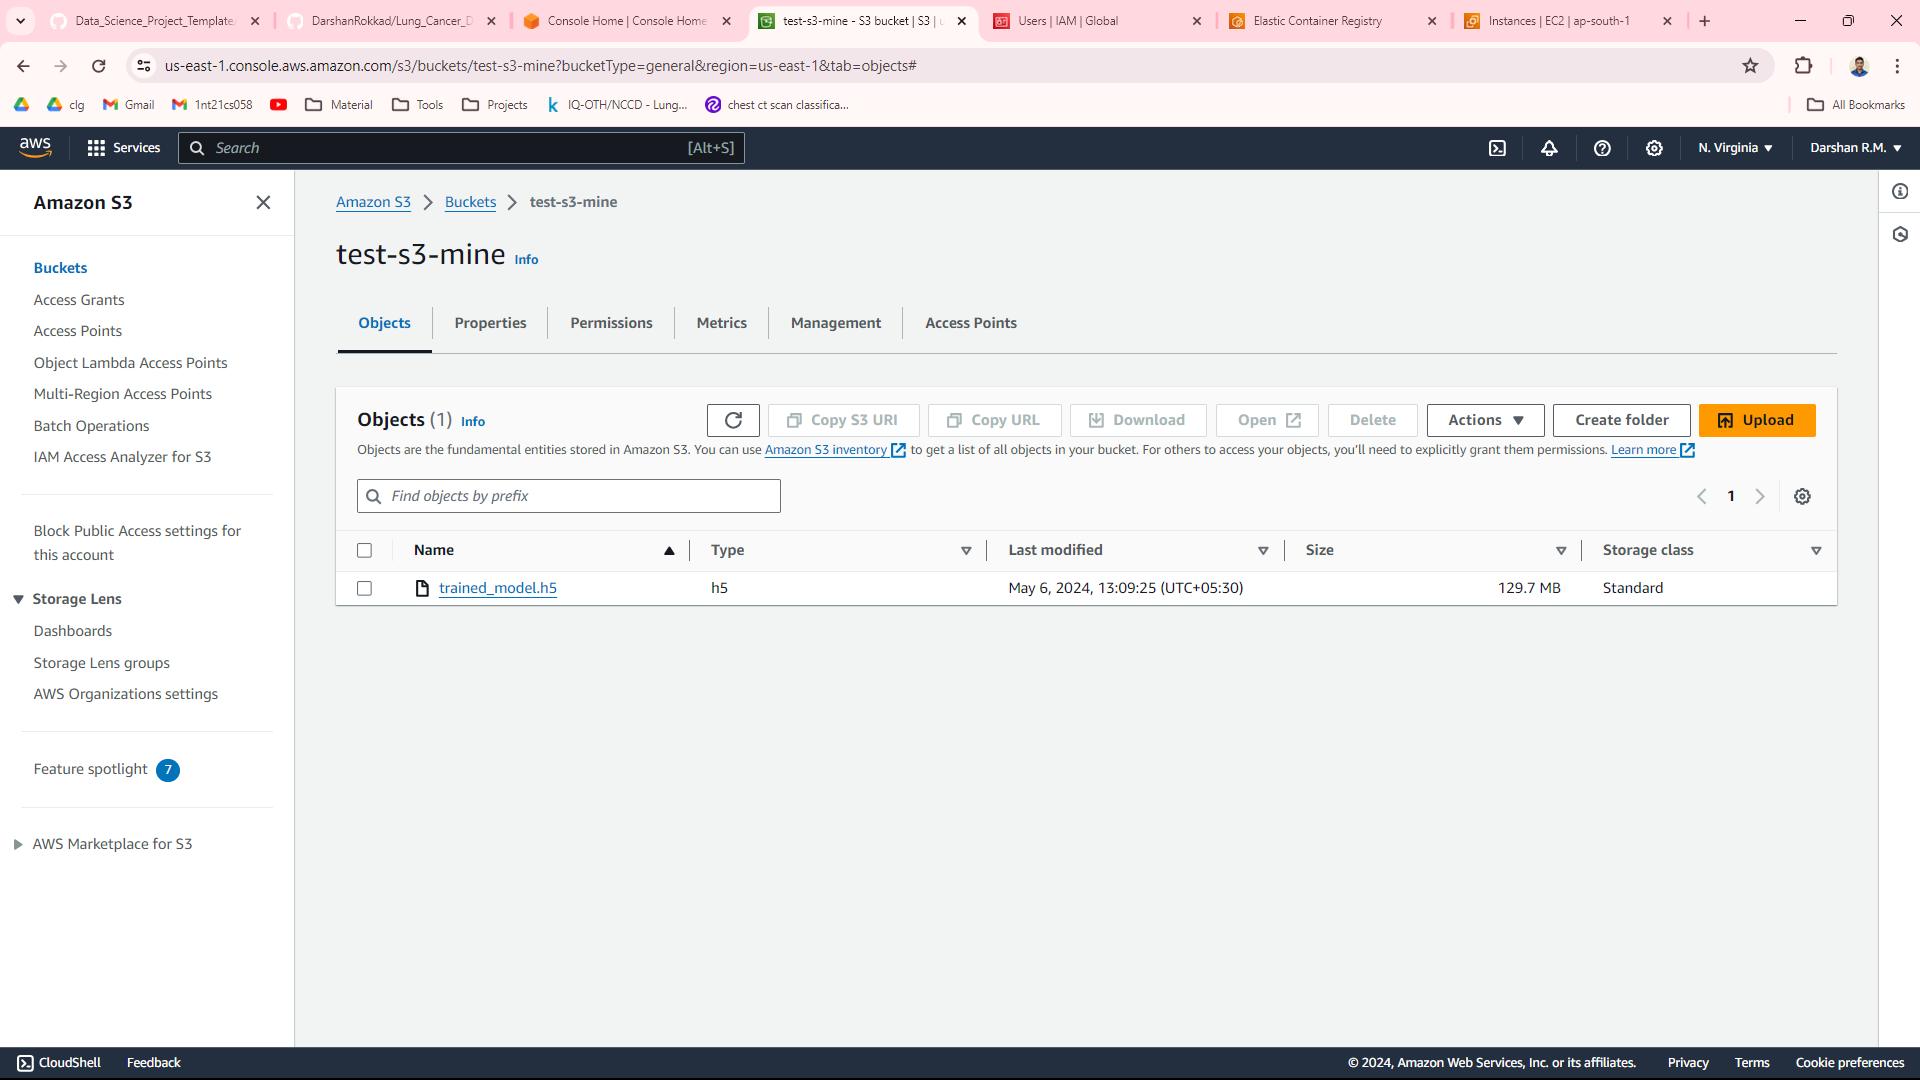 Data_Science_Project_Template
DarshanRokkad/Lung_Cancer_D
Console Home | Console Home
test-s3-mine - S3 bucket | S3 | u
Users | IAM | Global
Elastic Container Registry
Instances | EC2 | ap-south-1
us-east-1.console.aws.amazon.com/s3/buckets/test-s3-mine?bucketType=general&region=us-east-1&tab=objects#
clg
Gmail
1nt21cs058
Material
Tools
Projects
IQ-OTH/NCCD - Lung...
chest ct scan classifica...
All Bookmarks
aws
Services
Search
[Alt+S]
N. Virginia
Darshan R.M.
Amazon S3
Buckets
Access Grants
Access Points
Object Lambda Access Points
Multi-Region Access Points
Batch Operations
IAM Access Analyzer for S3
Block Public Access settings for
this account
Storage Lens
Dashboards
Storage Lens groups
AWS Organizations settings
Feature spotlight 7
AWS Marketplace for S3
Amazon S3 > Buckets > test-s3-mine
test-s3-mine Info
Objects
Properties
Permissions
Metrics
Management
Access Points
Objects (1) Info
Copy S3 URI
Copy URL
Download
Open
Delete
Actions
Create folder
Upload
Objects are the fundamental entities stored in Amazon S3. You can use Amazon S3 inventory to get a list of all objects in your bucket. For others to access your objects, you'll need to explicitly grant them permissions. Learn more
Find objects by prefix
1
Name
Type
Last modified
Size
Storage class
trained_model.h5
h5
May 6, 2024, 13:09:25 (UTC+05:30)
129.7 MB
Standard
CloudShell
Feedback
© 2024, Amazon Web Services, Inc. or its affiliates.
Privacy
Terms
Cookie preferences